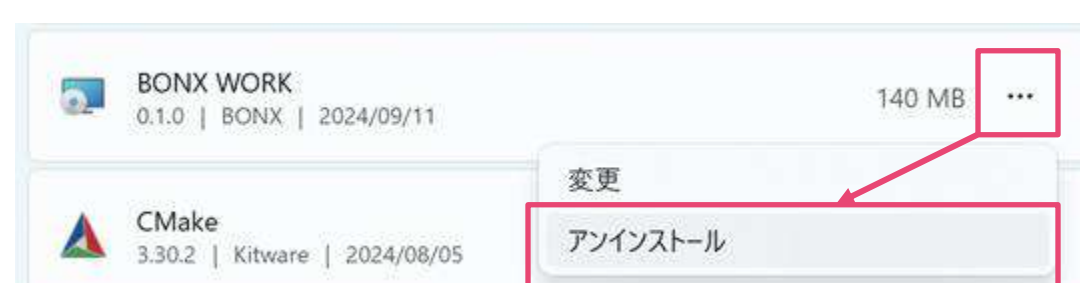 BONX WORK
0.1.0 | BONX | 2024/09/11
140 MB
変更
アンインストール
CMake
3.30.2 | Kitware | 2024/08/05